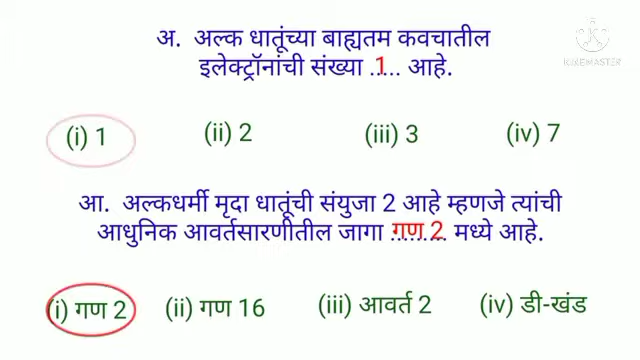 अ. अल्क धातूंच्या बाह्यतम कवचातील
इलेक्ट्रॉनांची संख्या ..1... आहे.
(i) 1 (ii) 2 (iii) 3 (iv) 7
आ. अल्कधर्मी मृदा धातूंची संयुजा 2 आहे म्हणजे त्यांची
आधुनिक आवर्तसारणीतील जागा ..गण 2.. मध्ये आहे.
(i) गण 2 (ii) गण 16 (iii) आवर्त 2 (iv) डी-खंड
KINEMASTER